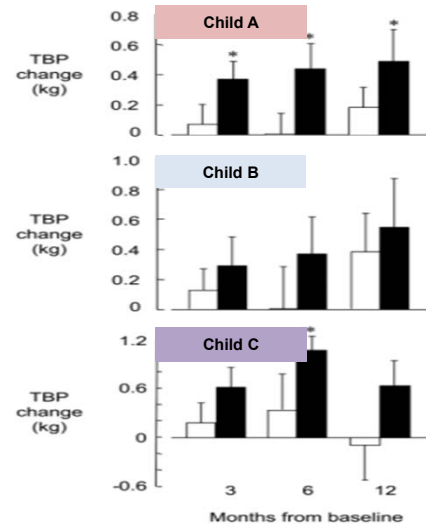 0.8
Child A
*
*
*
0.6
TBP
change
(kg)
0.4
0.2
0
1.0
Child B
0.8
0.6
TBP
change
(kg)
0.4
0.2
0
1.2
Child C
*
0.6
TBP
change
(kg)
0
-0.6
3
6
12
Months from baseline